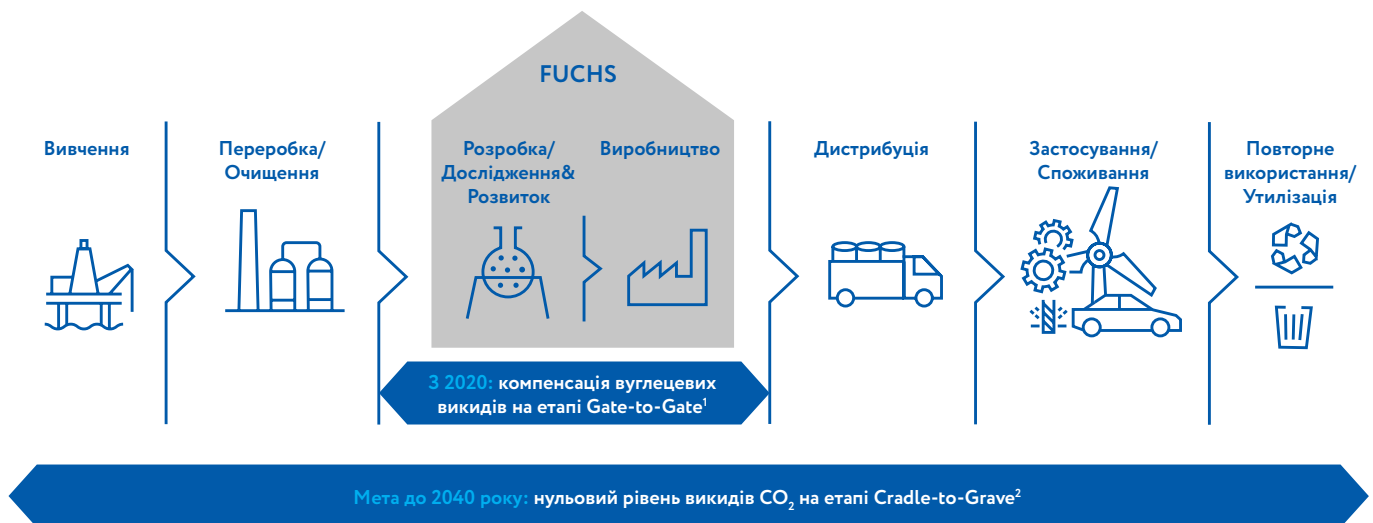 FUCHS
Вивчення
Переробка/
Очищення
Розробка/
Дослідження&
Розвиток
Виробництво
Дистрибуція
Застосування/
Споживання
Повторне
використання/
Утилізація
З 2020: компенсація вуглецевих
викидів на етапі Gate-to-Gate¹
Мета до 2040 року: нульовий рівень викидів CO₂ на етапі Cradle-to-Grave²